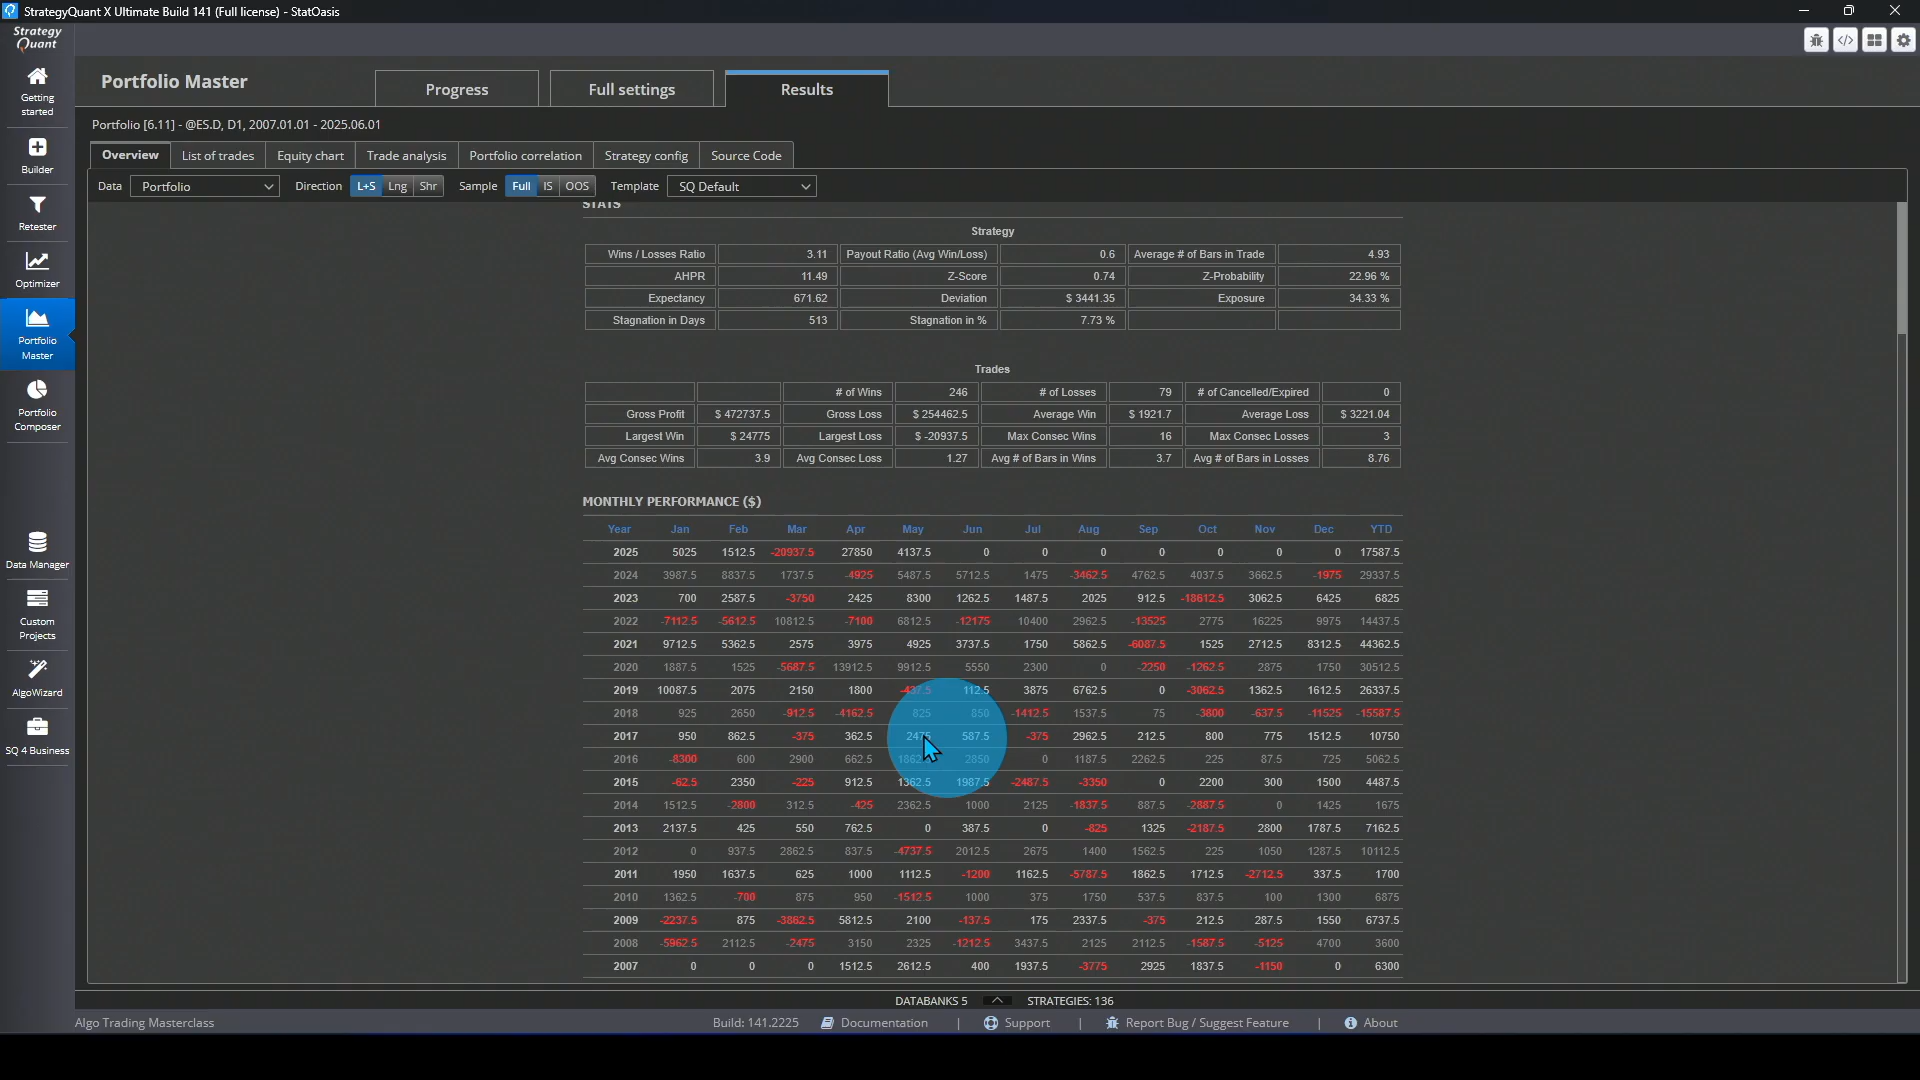 StrategyQuant X Ultimate Build 141 (Full license) - StatOasis
Strategy Quant
Getting started
Builder
Retester
Optimizer
Portfolio Master
Portfolio Composer
Data Manager
Custom Projects
AlgoWizard
SQ 4 Business
Portfolio Master Progress Full settings Results
Portfolio [6.11] - @ES.D, D1, 2007.01.01 - 2025.06.01
Overview List of trades Equity chart Trade analysis Portfolio correlation Strategy config Source Code
Data Portfolio Direction L+S Lng Shr Sample Full IS OOS Template SQ Default
STATS
Strategy
Wins / Losses Ratio 3.11 Payout Ratio (Avg Win/Loss) 0.6 Average # of Bars in Trade 4.93
AHPR 11.49 Z-Score 0.74 Z-Probability 22.96 %
Expectancy 671.62 Deviation $ 3441.35 Exposure 34.33 %
Stagnation in Days 513 Stagnation in % 7.73 %
Trades
# of Wins 246 # of Losses 79 # of Cancelled/Expired 0
Gross Profit $ 472737.5 Gross Loss $ 254462.5 Average Win $ 1921.7 Average Loss $ 3221.04
Largest Win $ 24775 Largest Loss $ -20937.5 Max Consec Wins 16 Max Consec Losses 3
Avg Consec Wins 3.9 Avg Consec Loss 1.27 Avg # of Bars in Wins 3.7 Avg # of Bars in Losses 8.76
MONTHLY PERFORMANCE ($)
Year Jan Feb Mar Apr May Jun Jul Aug Sep Oct Nov Dec YTD
2025 5025 1512.5 -20937.5 27850 4137.5 0 0 0 0 0 0 0 17587.5
2024 3987.5 8837.5 1737.5 -4925 5487.5 5712.5 1475 -3462.5 4762.5 4037.5 3662.5 -1975 29337.5
2023 700 2587.5 -3750 2425 8300 1262.5 1487.5 2025 912.5 -18612.5 3062.5 6425 6825
2022 -7112.5 -5612.5 10812.5 -7100 6812.5 -12175 10400 2962.5 -13525 2775 16225 9975 14437.5
2021 9712.5 5362.5 2575 3975 4925 3737.5 1750 5862.5 -6087.5 1525 2712.5 8312.5 44362.5
2020 1887.5 1525 -5687.5 13912.5 9912.5 5550 2300 0 -2250 -1262.5 2875 1750 30512.5
2019 10087.5 2075 2150 1800 -437.5 112.5 3875 6762.5 0 -3062.5 1362.5 1612.5 26337.5
2018 925 2650 -912.5 -4162.5 825 850 -1412.5 1537.5 75 -3800 -637.5 -11525 -15587.5
2017 950 862.5 -375 362.5 2475 587.5 -375 2962.5 212.5 800 775 1512.5 10750
2016 -8300 600 2900 662.5 1862.5 2850 0 1187.5 2262.5 225 87.5 725 5062.5
2015 -62.5 2350 -225 912.5 1362.5 1987.5 -2487.5 -3350 0 2200 300 1500 4487.5
2014 1512.5 -2800 312.5 -425 2362.5 1000 2125 -1837.5 887.5 -2887.5 0 1425 1675
2013 2137.5 425 550 762.5 0 387.5 0 -825 1325 -2187.5 2800 1787.5 7162.5
2012 0 937.5 2862.5 837.5 -4737.5 2012.5 2675 1400 1562.5 225 1050 1287.5 10112.5
2011 1950 1637.5 625 1000 1112.5 -1200 1162.5 -5787.5 1862.5 1712.5 -2712.5 337.5 1700
2010 1362.5 -700 875 950 -1512.5 1000 375 1750 537.5 837.5 100 1300 6875
2009 -2237.5 875 -3862.5 5812.5 2100 -137.5 175 2337.5 -375 212.5 287.5 1550 6737.5
2008 -5962.5 2112.5 -2475 3150 2325 -1212.5 3437.5 2125 2112.5 -1587.5 -5125 4700 3600
2007 0 0 0 1512.5 2612.5 400 1937.5 -3775 2925 1837.5 -1150 0 6300
DATABANKS 5 STRATEGIES: 136
Algo Trading Masterclass Build: 141.2225 Documentation | Support | Report Bug / Suggest Feature | About